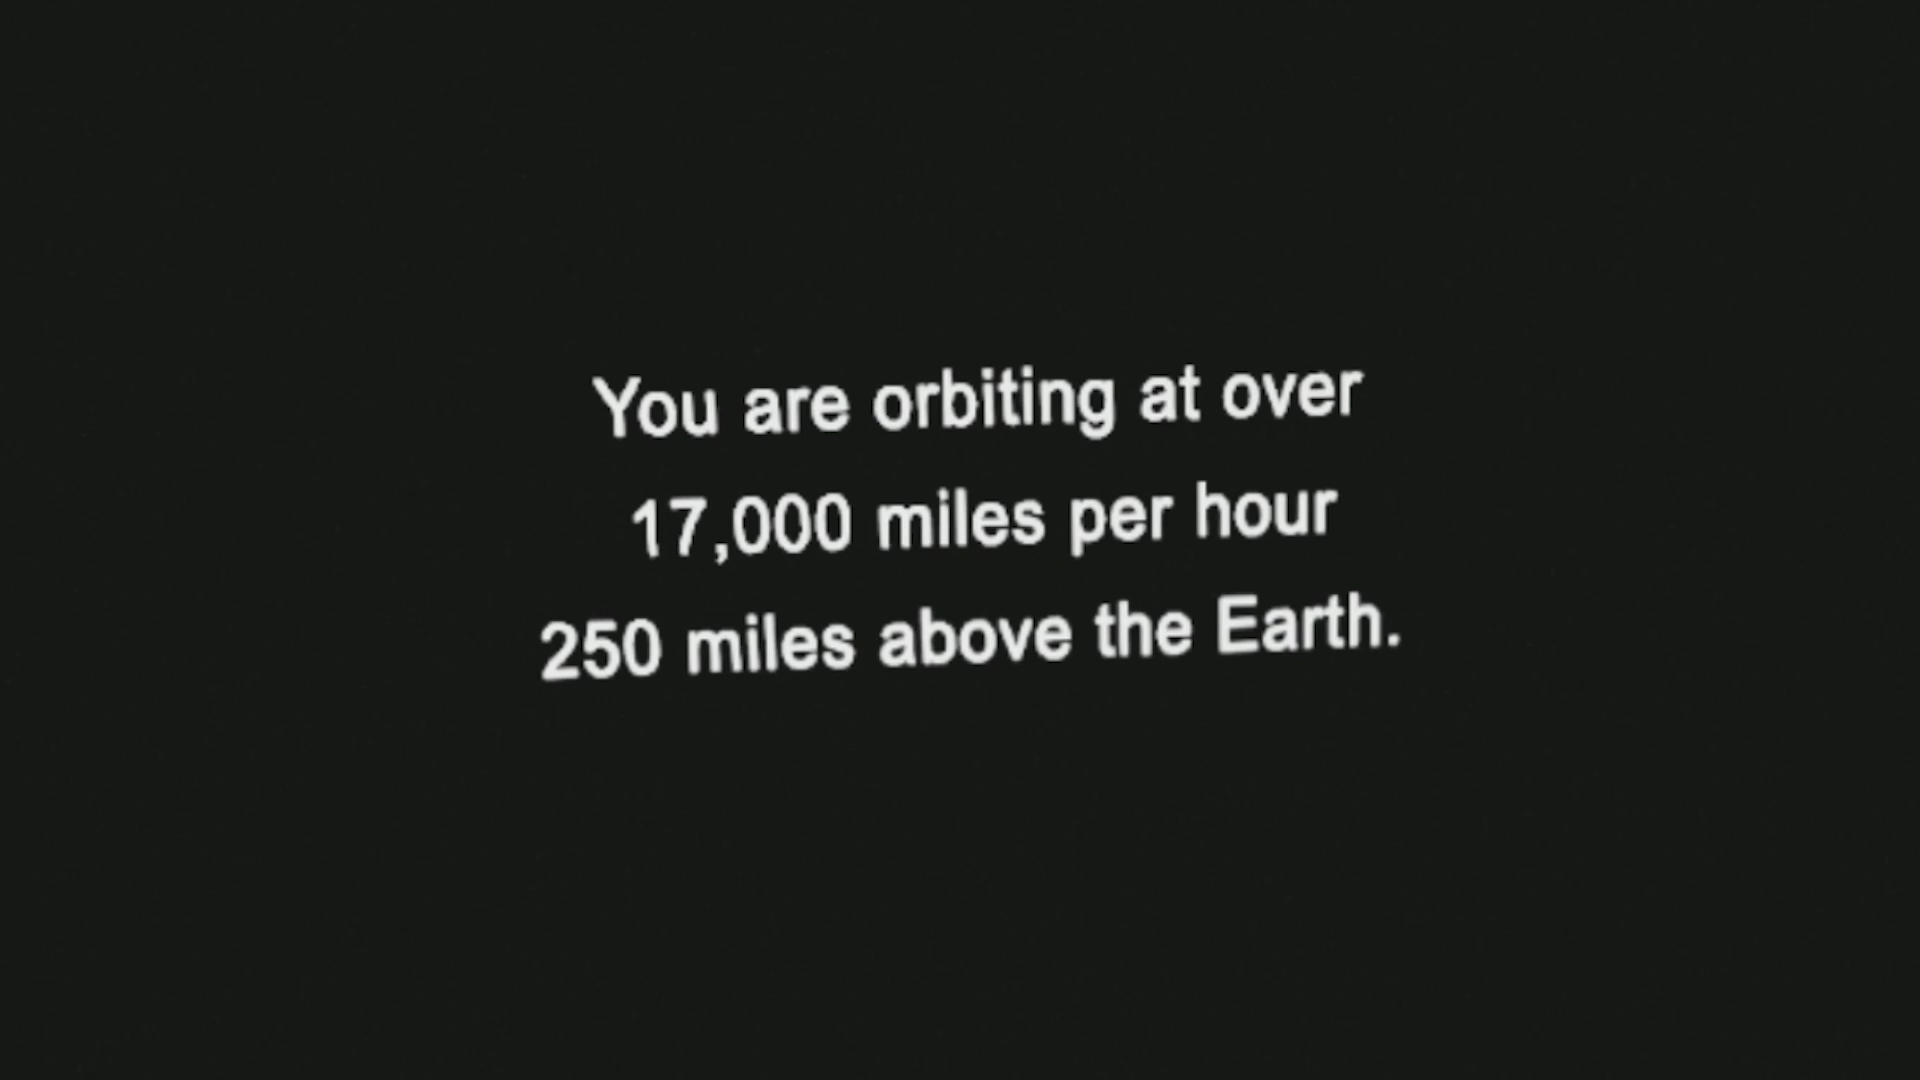 You are orbiting at over
17,000 miles per hour
250 miles above the Earth.